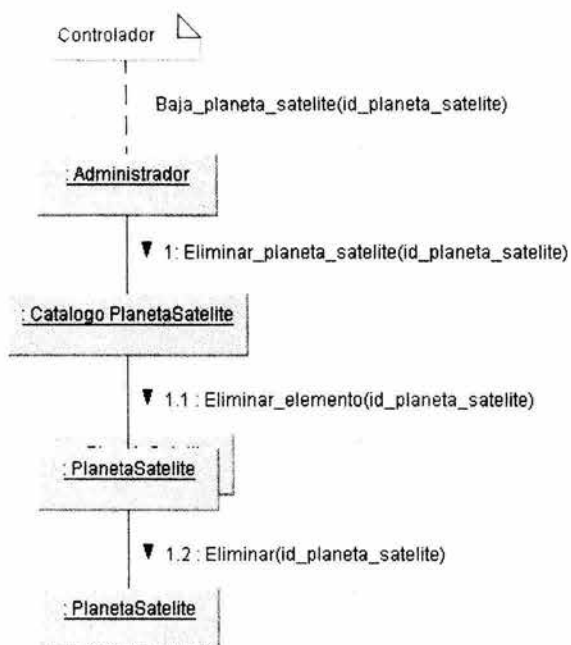 Controlador
Baja_planeta_satelite(id_planeta_satelite)
: Administrador
1: Eliminar_planeta_satelite(id_planeta_satelite)
: Catalogo PlanetaSatelite
1.1 : Eliminar_elemento(id_planeta_satelite)
: PlanetaSatelite
1.2 : Eliminar(id_planeta_satelite)
: PlanetaSatelite